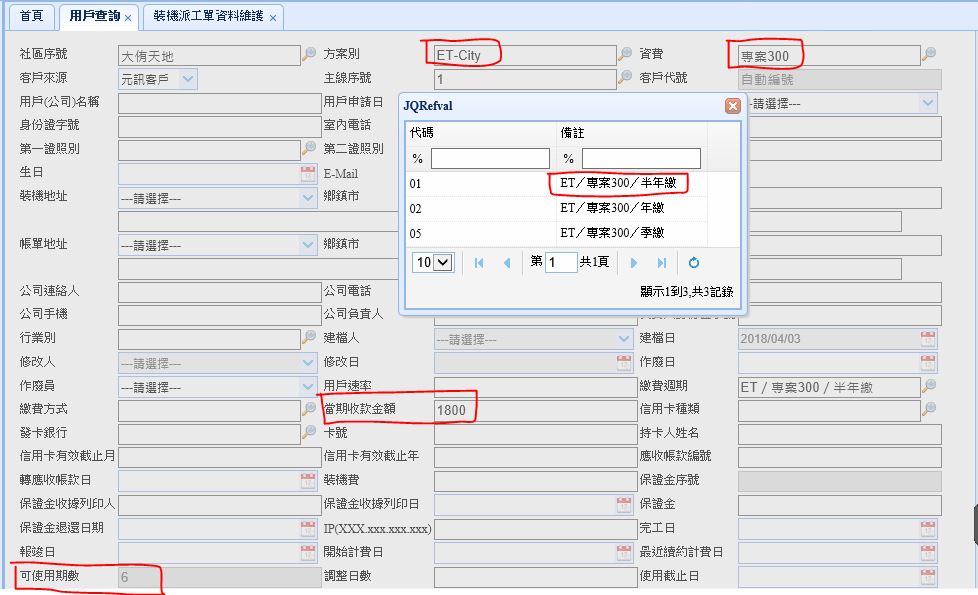 首頁 用戶查詢 × 裝機派工單資料維護 ×
社區序號 大侑天地 方案別 ET-City 資費 專案300
客戶來源 元訊客戶 主線序號 1 客戶代號 自動編號
用戶(公司)名稱 用戶申請日 --請選擇---
身份證字號 室內電話
第一證照別 第二證照別
生日 E-Mail
裝機地址 ---請選擇--- 鄉鎮市
帳單地址 ---請選擇--- 鄉鎮市
公司連絡人 公司電話
公司手機 公司負責人
JQRefval
代碼 備註
% %
01 ET／專案300／半年繳
02 ET／專案300／年繳
05 ET／專案300／季繳
10 第 1 共1頁
顯示1到3,共3記錄
行業別 建檔人 ---請選擇--- 建檔日 2018/04/03
修改人 ---請選擇--- 修改日 作廢日
作廢員 ---請選擇--- 用戶速率 繳費週期 ET／專案300／半年繳
繳費方式 當期收款金額 1800 信用卡種類
發卡銀行 卡號 持卡人姓名
信用卡有效截止月 信用卡有效截止年 應收帳款編號
轉應收帳款日 裝機費 保證金序號
保證金收據列印人 保證金收據列印日 保證金
保證金退還日期 IP(XXX.xxx.xxx.xxx) 完工日
報竣日 開始計費日 最近續約計費日
可使用期數 6 調整日數 使用截止日